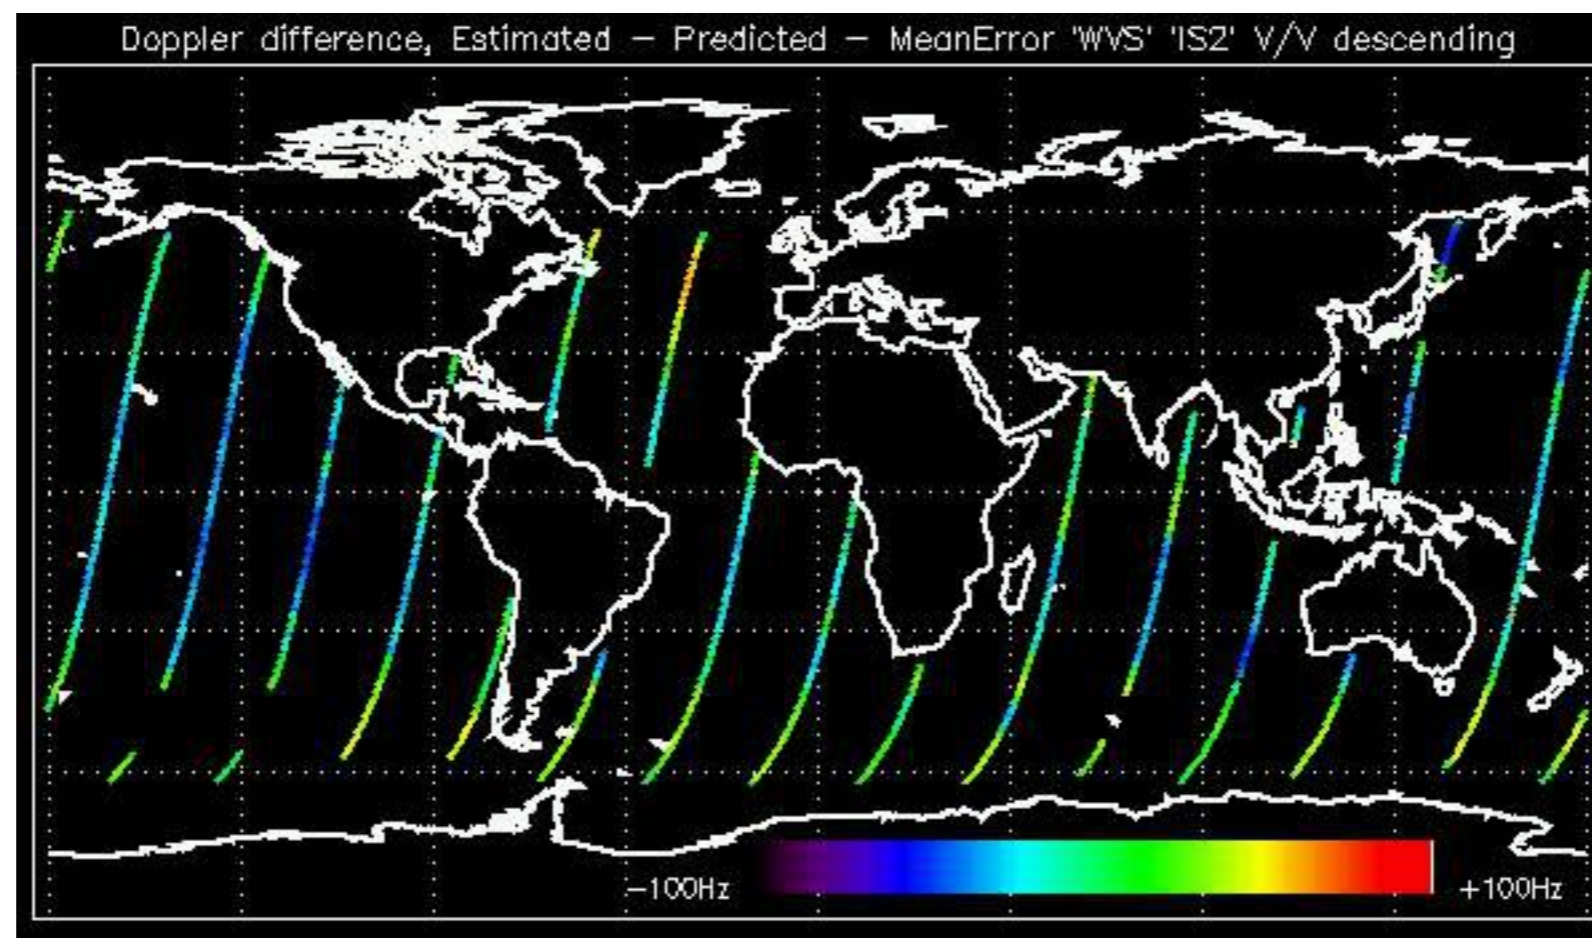 Doppler difference, Estimated – Predicted – MeanError 'WVS' 'IS2' V/V descending
–100Hz
+100Hz